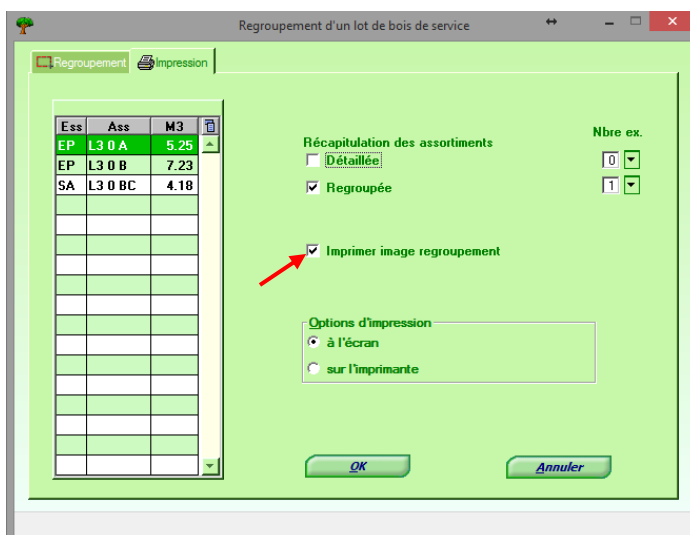 Regroupement d'un lot de bois de service
Regroupement Impression
Ess Ass M3
EP L3 0 A 5.25
EP L3 0 B 7.23
SA L3 0 BC 4.18
Nbre ex.
Récapitulation des assortiments
Détaillée 0
Regroupée 1
Imprimer image regroupement
Options d'impression
à l'écran
sur l'imprimante
OK Annuler